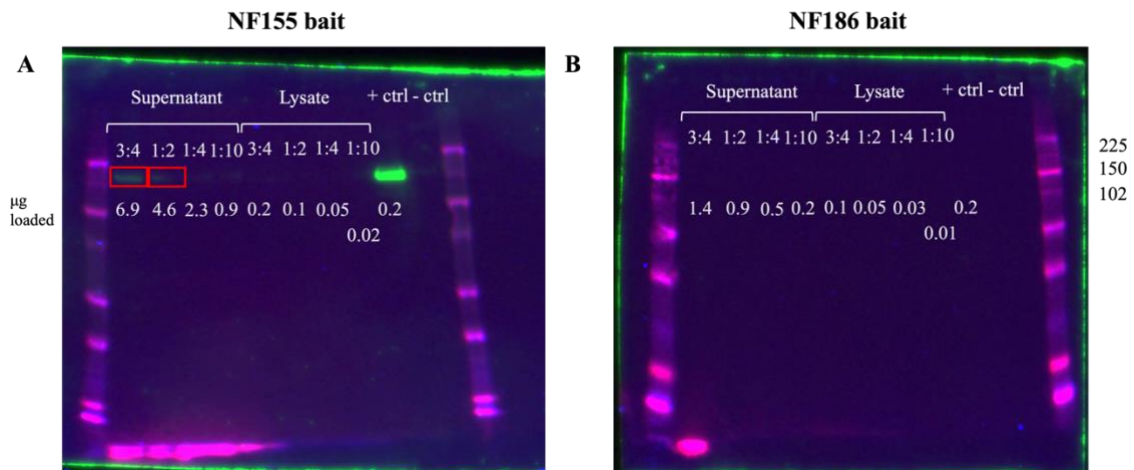 NF155 bait
NF186 bait
A
Supernatant
Lysate
+ ctrl - ctrl
3:4 1:2 1:4 1:10 3:4 1:2 1:4 1:10
μg loaded
6.9 4.6 2.3 0.9 0.2 0.1 0.05 0.2
0.02
B
Supernatant
Lysate
+ ctrl - ctrl
3:4 1:2 1:4 1:10 3:4 1:2 1:4 1:10
1.4 0.9 0.5 0.2 0.1 0.05 0.03 0.2
0.01
225
150
102